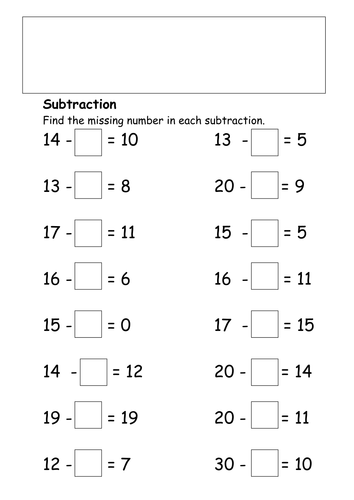 Subtraction
Find the missing number in each subtraction.
14 - = 10 13 - = 5
13 - = 8 20 - = 9
17 - = 11 15 - = 5
16 - = 6 16 - = 11
15 - = 0 17 - = 15
14 - = 12 20 - = 14
19 - = 19 20 - = 11
12 - = 7 30 - = 10